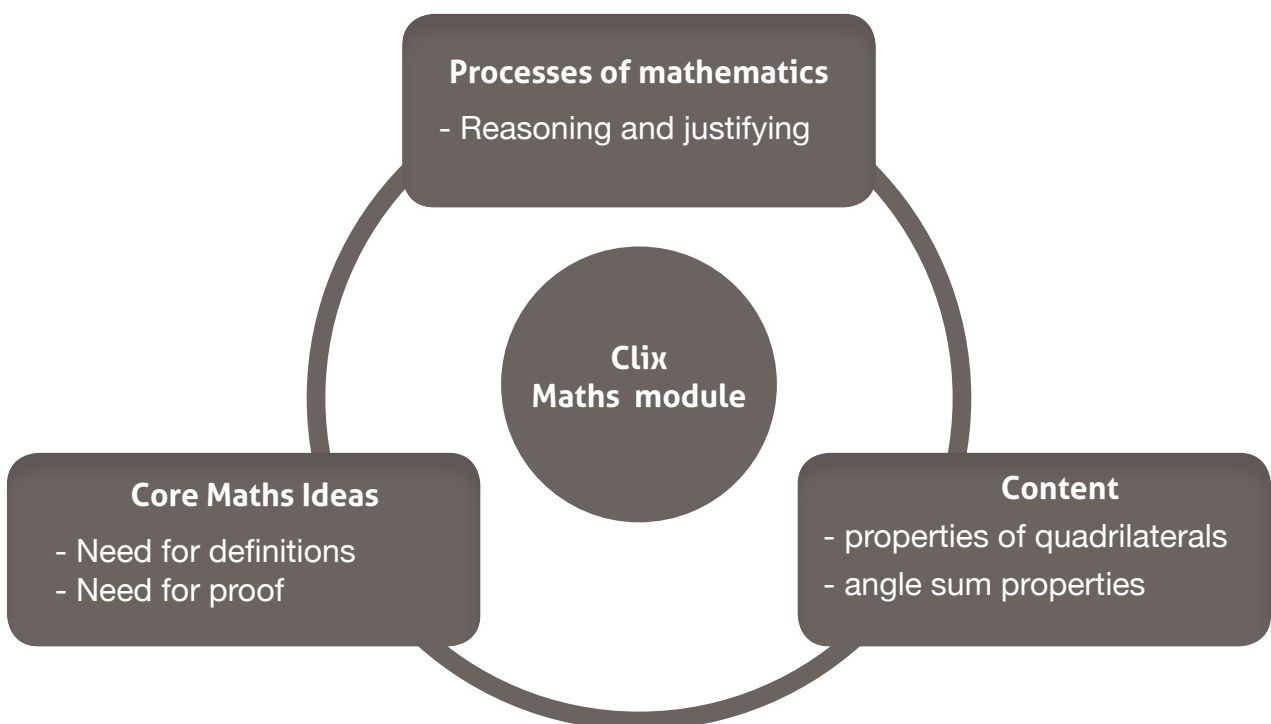 Processes of mathematics
- Reasoning and justifying
Clix
Maths module
Core Maths Ideas
- Need for definitions
- Need for proof
Content
- properties of quadrilaterals
- angle sum properties